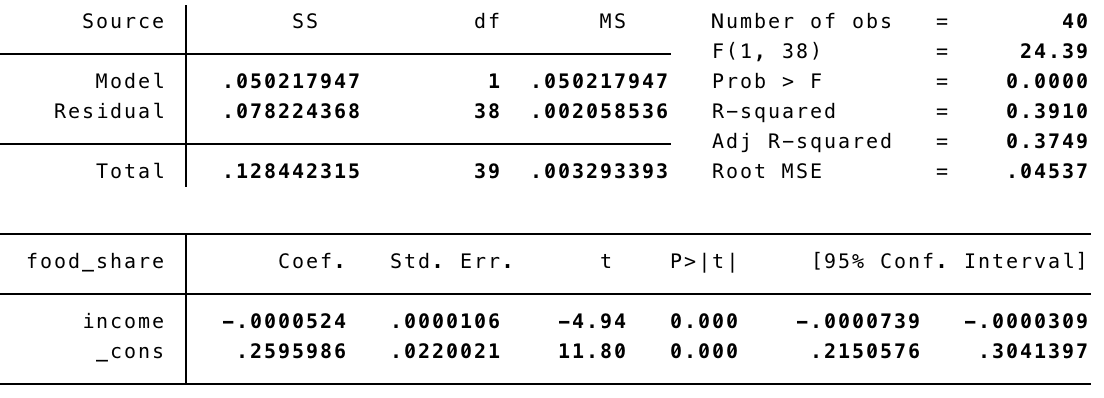 Source SS df MS Number of obs = 40
F(1, 38) = 24.39
Model .050217947 1 .050217947 Prob > F = 0.0000
Residual .078224368 38 .002058536 R-squared = 0.3910
Adj R-squared = 0.3749
Total .128442315 39 .003293393 Root MSE = .04537
food_share Coef. Std. Err. t P>|t| [95% Conf. Interval]
income -.0000524 .0000106 -4.94 0.000 -.0000739 -.0000309
_cons .2595986 .0220021 11.80 0.000 .2150576 .3041397